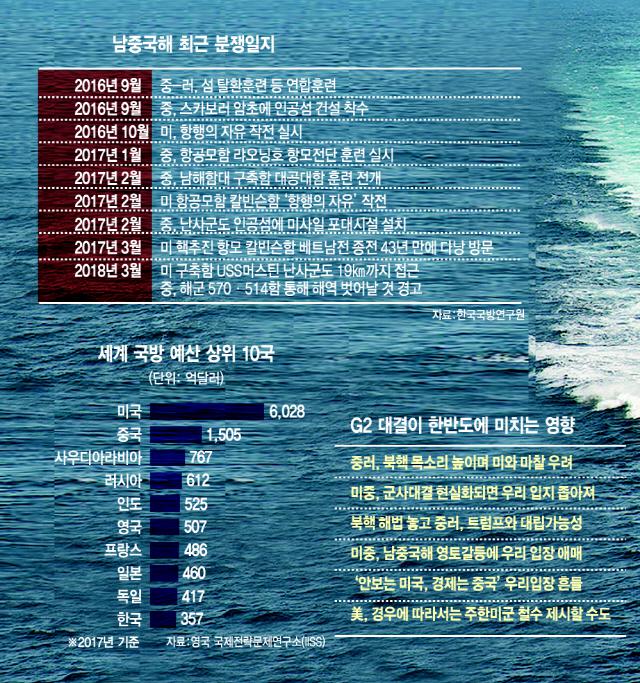 남중국해 최근 분쟁일지
2016년 9월 중-러, 섬 탈환훈련 등 연합훈련
2016년 9월 중, 스카보러 암초에 인공섬 건설 착수
2016년 10월 미, 항행의 자유 작전 실시
2017년 1월 중, 항공모함 랴오닝호 항모전단 훈련 실시
2017년 2월 중, 남해함대 구축함 대공대함 훈련 전개
2017년 2월 미 항공모함 칼빈슨함 '항행의 자유' 작전
2017년 2월 중, 난사군도 인공섬에 미사일 포대시설 설치
2017년 3월 미 핵추진 항모 칼빈슨함 베트남전 종전 43년 만에 다낭 방문
2018년 3월 미 구축함 USS머스틴 난사군도 19㎞까지 접근
중, 해군 570·514함 통해 해역 벗어날 것 경고
자료:한국국방연구원
세계 국방 예산 상위 10국
(단위: 억달러)
미국 6,028
중국 1,505
사우디아라비아 767
러시아 612
인도 525
영국 507
프랑스 486
일본 460
독일 417
한국 357
※2017년 기준 자료:영국 국제전략문제연구소(IISS)
G2 대결이 한반도에 미치는 영향
중러, 북핵 목소리 높이며 미와 마찰 우려
미중, 군사대결 현실화되면 우리 입지 좁아져
북핵 해법 놓고 중러, 트럼프와 대립가능성
미중, 남중국해 영토갈등에 우리 입장 애매
'안보는 미국, 경제는 중국' 우리입장 흔들
美, 경우에 따라서는 주한미군 철수 제시할 수도